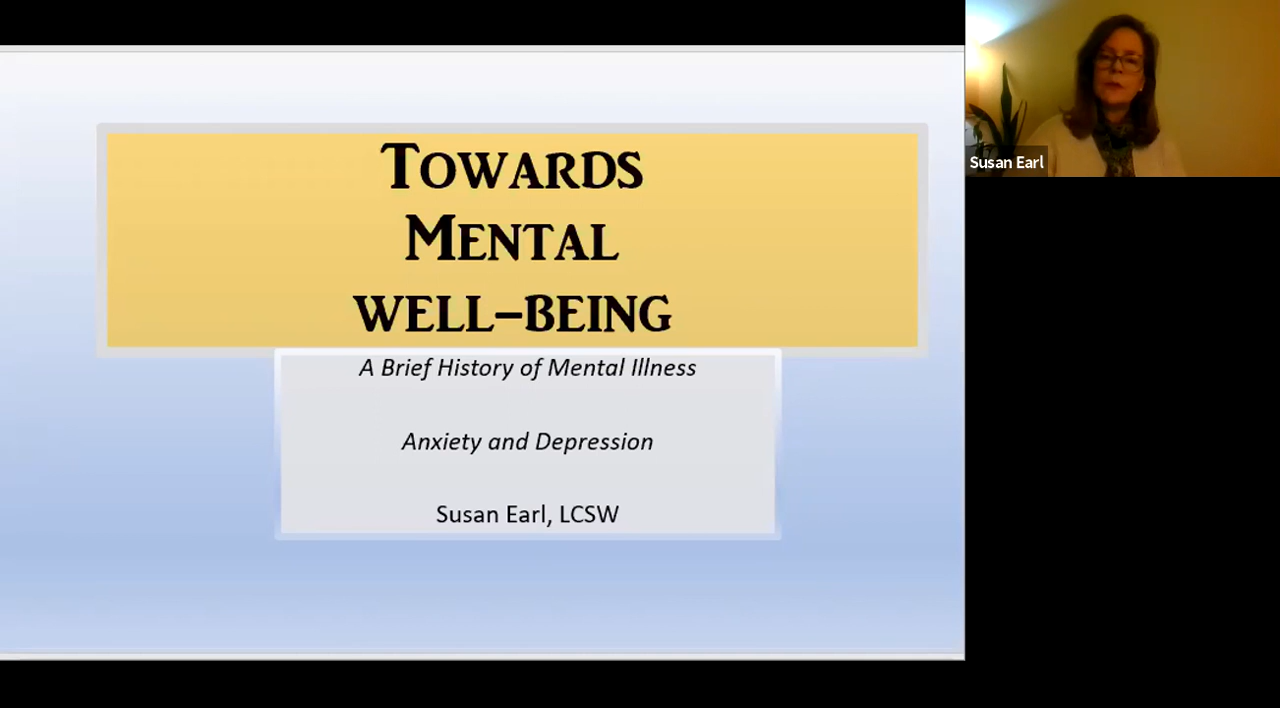 Towards
Mental
well-being
A Brief History of Mental Illness
Anxiety and Depression
Susan Earl, LCSW
Susan Earl